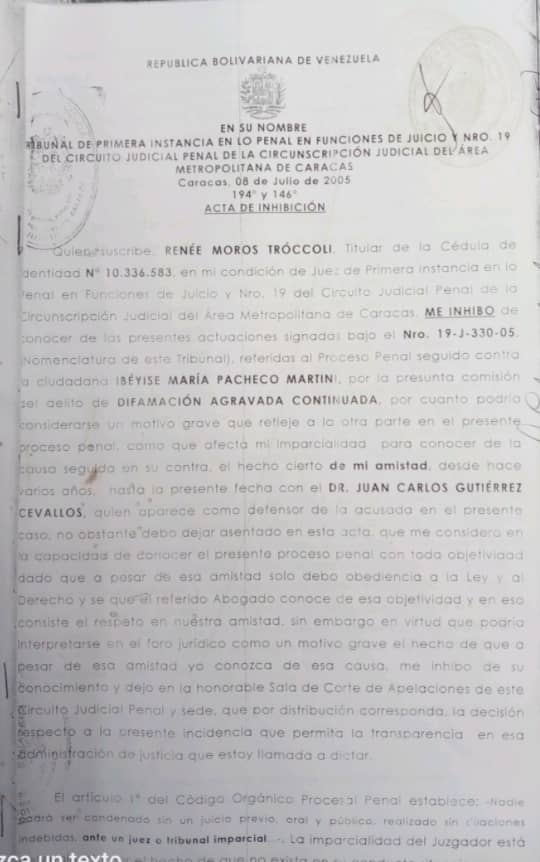 REPUBLICA BOLIVARIANA DE VENEZUELA
EN SU NOMBRE
RIBUNAL DE PRIMERA INSTANCIA EN LO PENAL EN FUNCIONES DE JUICIO Y NRO. 19
DEL CIRCUITO JUDICIAL PENAL DE LA CIRCUNSCRIPCIÓN JUDICIAL DEL ÁREA
METROPOLITANA DE CARACAS
Caracas, 08 de Julio de 2005
194° y 146°
ACTA DE INHIBICIÓN
Quien suscribe, RENÉE MOROS TRÓCCOLI, Titular de la Cédula de
Identidad N° 10.336.583, en mi condición de Juez de Primera Instancia en lo
Penal en Funciones de Juicio y Nro. 19 del Circuito Judicial Penal de la
Circunscripción Judicial del Área Metropolitana de Caracas, ME INHIBO de
conocer de las presentes actuaciones signadas bajo el Nro. 19-J-330-05,
(Nomenclatura de este Tribunal), referidas al Proceso Penal seguido contra
la ciudadana IBÉYISE MARÍA PACHECO MARTINI, por la presunta comisión
del delito de DIFAMACIÓN AGRAVADA CONTINUADA, por cuanto podría
considerarse un motivo grave que refleje a la otra parte en el presente
proceso penal, como que afecta mi imparcialidad para conocer de la
causa seguida en su contra, el hecho cierto de mi amistad, desde hace
varios años, hasta la presente fecha con el DR. JUAN CARLOS GUTIÉRREZ
CEVALLOS, quien aparece como defensor de la acusada en el presente
caso, no obstante debo dejar asentado en esta acta, que me considero en
la capacidad de conocer el presente proceso penal con toda objetividad
dado que a pesar de esa amistad solo debo obediencia a la Ley y al
Derecho y se que el referido Abogado conoce de esa objetividad y en eso
consiste el respeto en nuestra amistad, sin embargo en virtud que podría
interpretarse en el foro jurídico como un motivo grave el hecho de que a
pesar de esa amistad yo conozca de esa causa, me inhibo de su
conocimiento y dejo en la honorable Sala de Corte de Apelaciones de este
Circuito Judicial Penal y sede, que por distribución corresponda, la decisión
respecto a la presente incidencia que permita la transparencia en esa
administración de justicia que estoy llamada a dictar.
El artículo 1° del Código Orgánico Procesal Penal establece: -Nadie
podrá ser condenado sin un juicio previo, oral y público, realizado sin dilaciones
indebidas, ante un juez o tribunal imparcial...-. La imparcialidad del Juzgador está
zca un texto
el hecho de que no exista en su